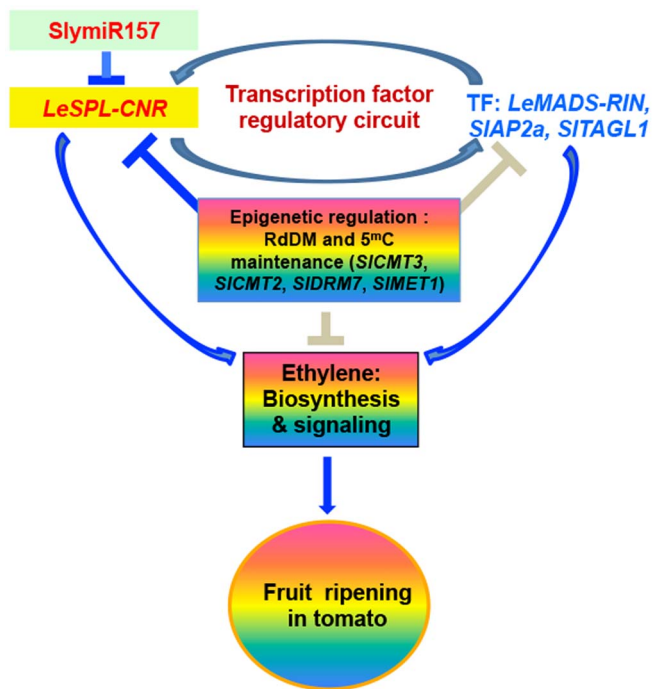 SlymiR157
LeSPL-CNR
Transcription factor
regulatory circuit
TF: LeMADS-RIN,
SlAP2a, SlTAGL1
Epigenetic regulation :
RdDM and 5mC
maintenance (SlCMT3,
SlCMT2, SlDRM7, SlMET1)
Ethylene:
Biosynthesis
& signaling
Fruit ripening
in tomato